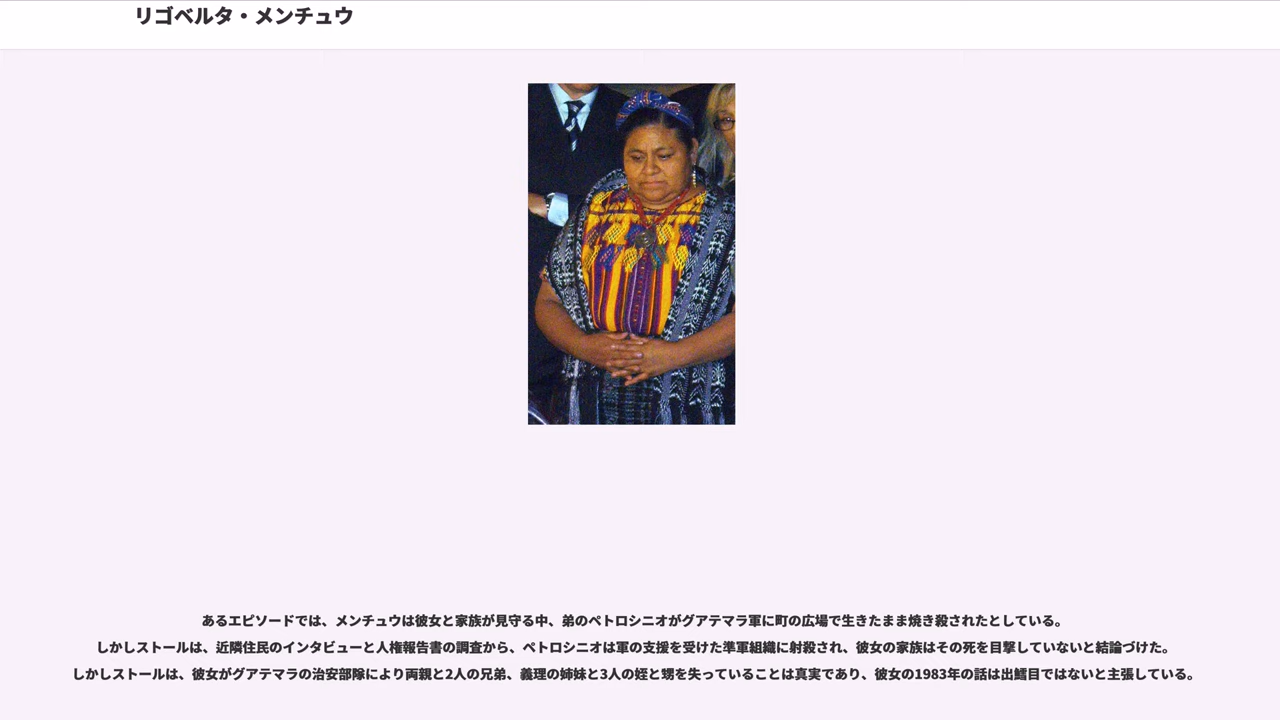 リゴベルタ・メンチュウ
あるエピソードでは、メンチュウは彼女と家族が見守る中、弟のペトロシニオがグアテマラ軍に町の広場で生きたまま焼き殺されたとしている。
しかしストールは、近隣住民のインタビューと人権報告書の調査から、ペトロシニオは軍の支援を受けた準軍組織に射殺され、彼女の家族はその死を目撃していないと結論づけた。
しかしストールは、彼女がグアテマラの治安部隊により両親と2人の兄弟、義理の姉妹と3人の姪と甥を失っていることは真実であり、彼女の1983年の話は出鱈目ではないと主張している。